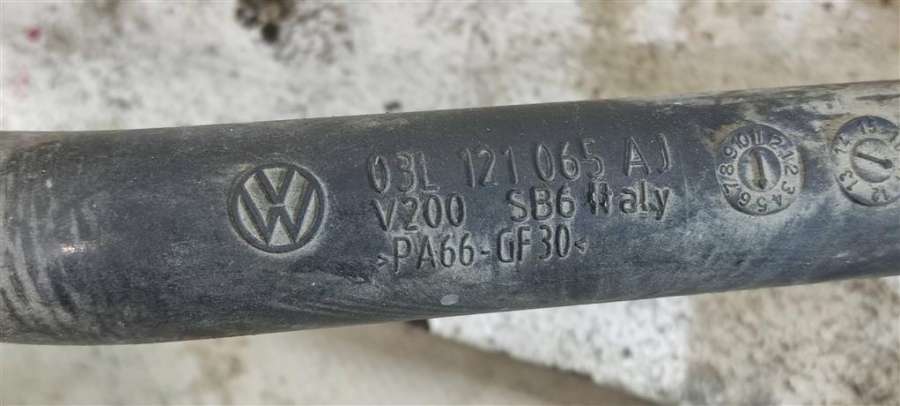 03L 121 065 AJ
V200 SB6 Italy
>PA66-GF30<